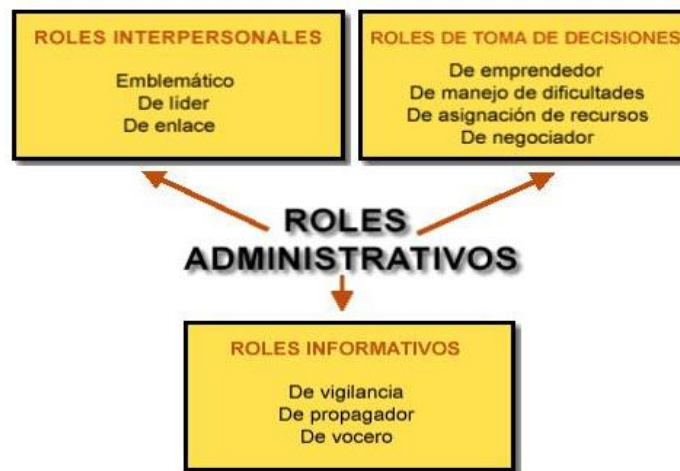 ROLES INTERPERSONALES
Emblemático
De líder
De enlace
ROLES DE TOMA DE DECISIONES
De emprendedor
De manejo de dificultades
De asignación de recursos
De negociador
ROLES
ADMINISTRATIVOS
ROLES INFORMATIVOS
De vigilancia
De propagador
De vocero